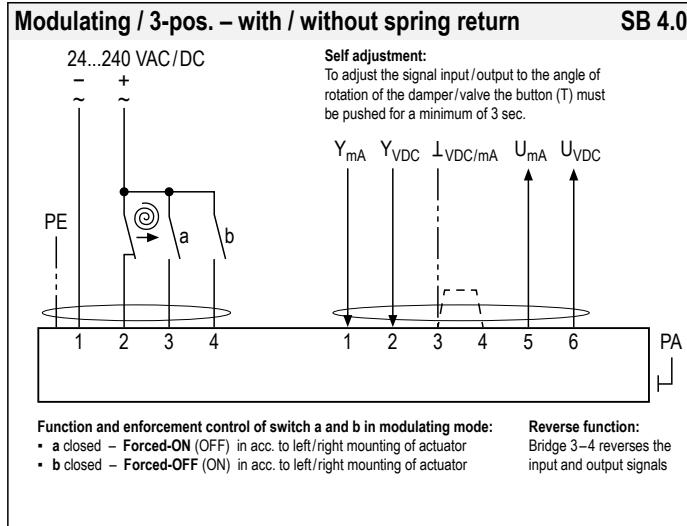 Modulating / 3-pos. – with / without spring return SB 4.0
24...240 VAC/DC
– +
~ ~
Self adjustment:
To adjust the signal input/output to the angle of
rotation of the damper/valve the button (T) must
be pushed for a minimum of 3 sec.
YmA YVDC ⊥VDC/mA UmA UVDC
PE
a b
1 2 3 4 1 2 3 4 5 6
PA
Function and enforcement control of switch a and b in modulating mode:
▪ a closed – Forced-ON (OFF) in acc. to left/right mounting of actuator
▪ b closed – Forced-OFF (ON) in acc. to left/right mounting of actuator
Reverse function:
Bridge 3–4 reverses the
input and output signals